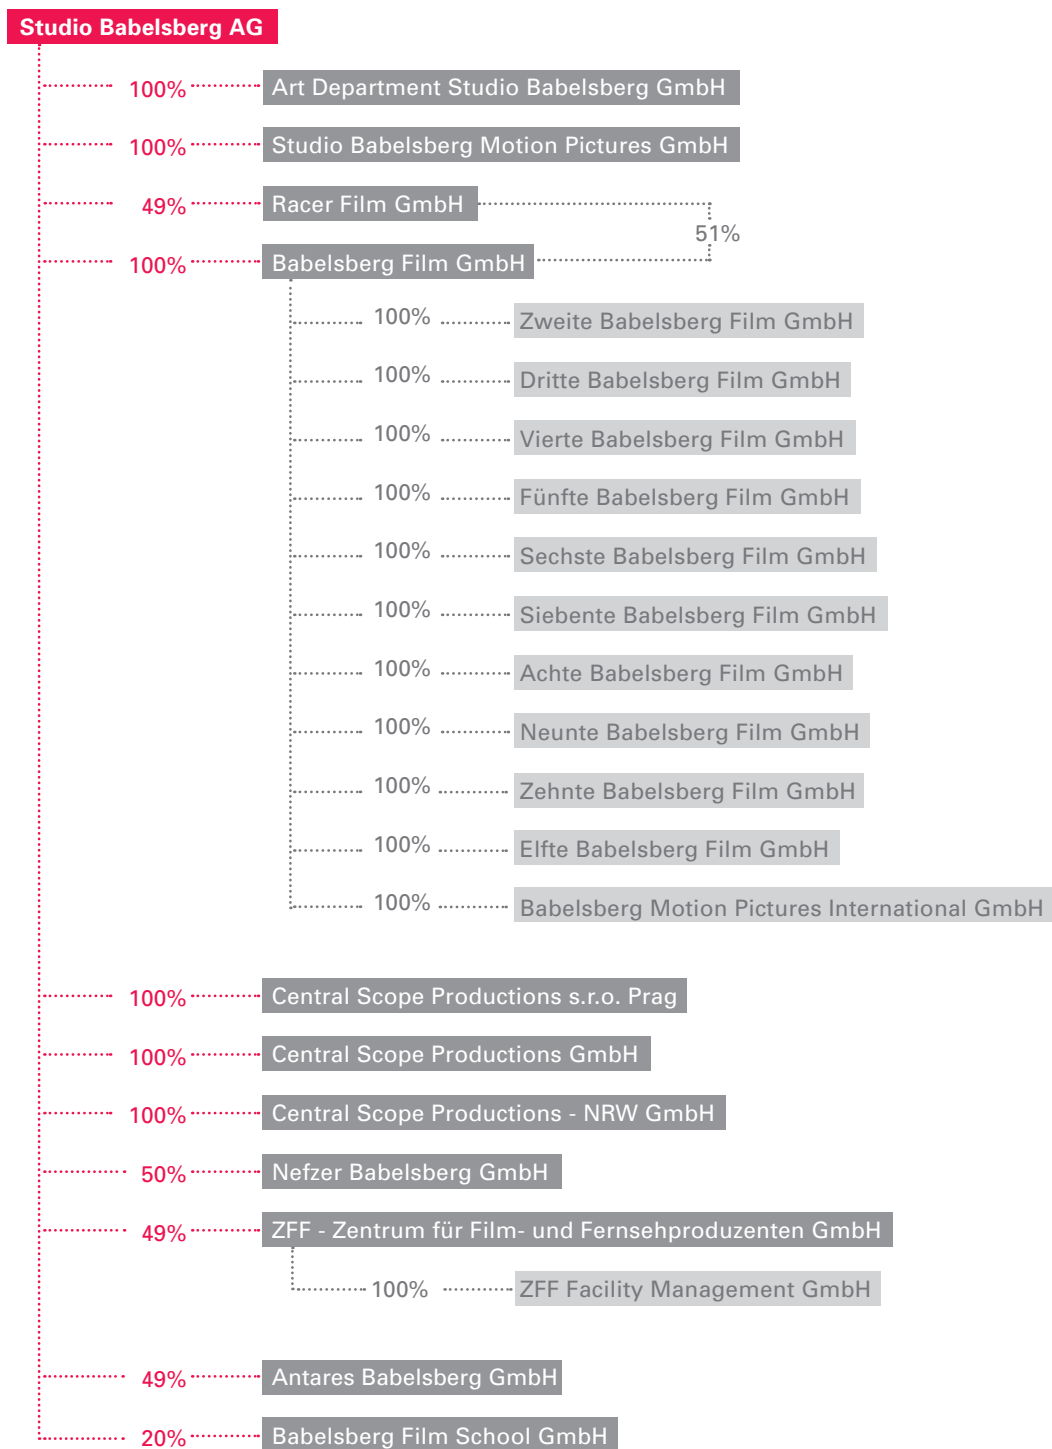 Studio Babelsberg AG
100% Art Department Studio Babelsberg GmbH
100% Studio Babelsberg Motion Pictures GmbH
49% Racer Film GmbH
51%
100% Babelsberg Film GmbH
100% Zweite Babelsberg Film GmbH
100% Dritte Babelsberg Film GmbH
100% Vierte Babelsberg Film GmbH
100% Fünfte Babelsberg Film GmbH
100% Sechste Babelsberg Film GmbH
100% Siebente Babelsberg Film GmbH
100% Achte Babelsberg Film GmbH
100% Neunte Babelsberg Film GmbH
100% Zehnte Babelsberg Film GmbH
100% Elfte Babelsberg Film GmbH
100% Babelsberg Motion Pictures International GmbH
100% Central Scope Productions s.r.o. Prag
100% Central Scope Productions GmbH
100% Central Scope Productions - NRW GmbH
50% Nefzer Babelsberg GmbH
49% ZFF - Zentrum für Film- und Fernsehproduzenten GmbH
100% ZFF Facility Management GmbH
49% Antares Babelsberg GmbH
20% Babelsberg Film School GmbH